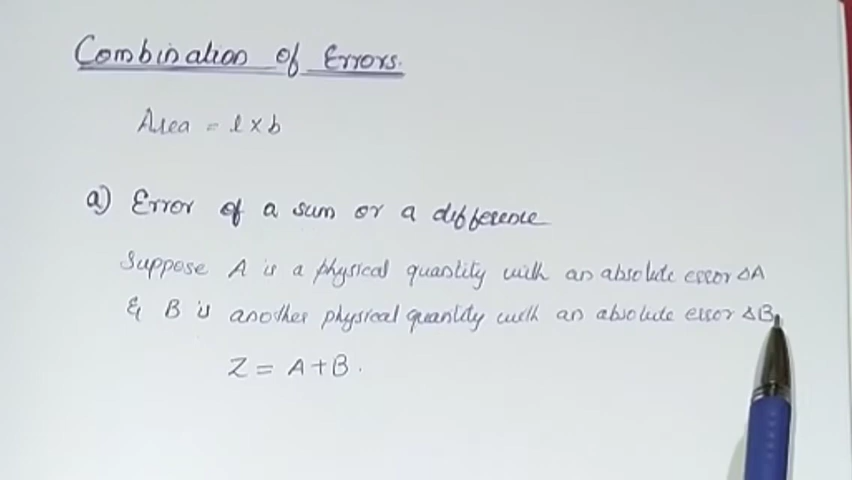 Combination of Errors.
Area = l × b
a) Error of a sum or a difference
Suppose A is a physical quantity with an absolute error ΔA
& B is another physical quantity with an absolute error ΔB,
Z = A + B.